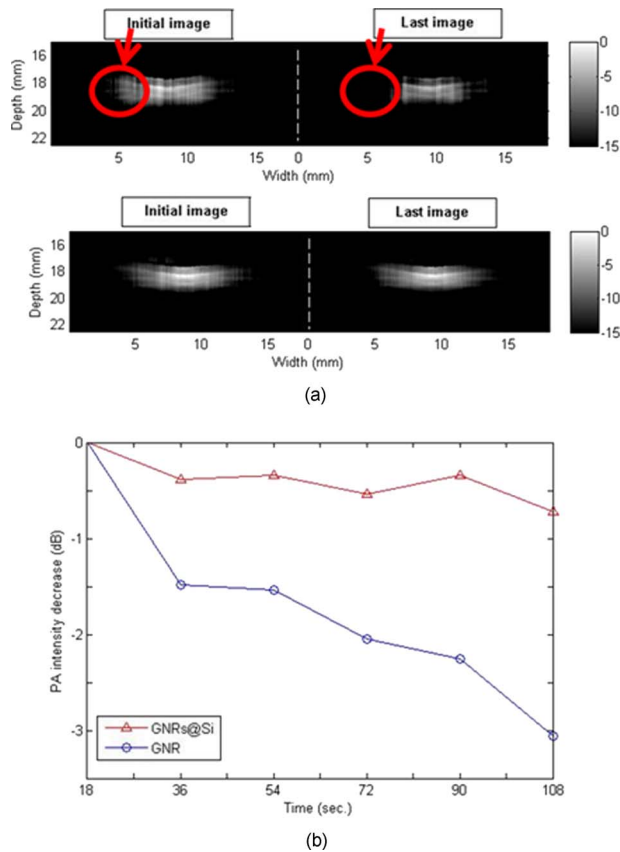 Initial image Last image
Depth (mm)
16
18
20
22
5 10 15 0 5 10 15
Width (mm)
0
-5
-10
-15
Initial image Last image
Depth (mm)
16
18
20
22
5 10 15 0 5 10 15
Width (mm)
0
-5
-10
-15
(a)
PA intensity decrease (dB)
0
-1
-2
-3
GNRs@Si
GNR
18 36 54 72 90 108
Time (sec.)
(b)